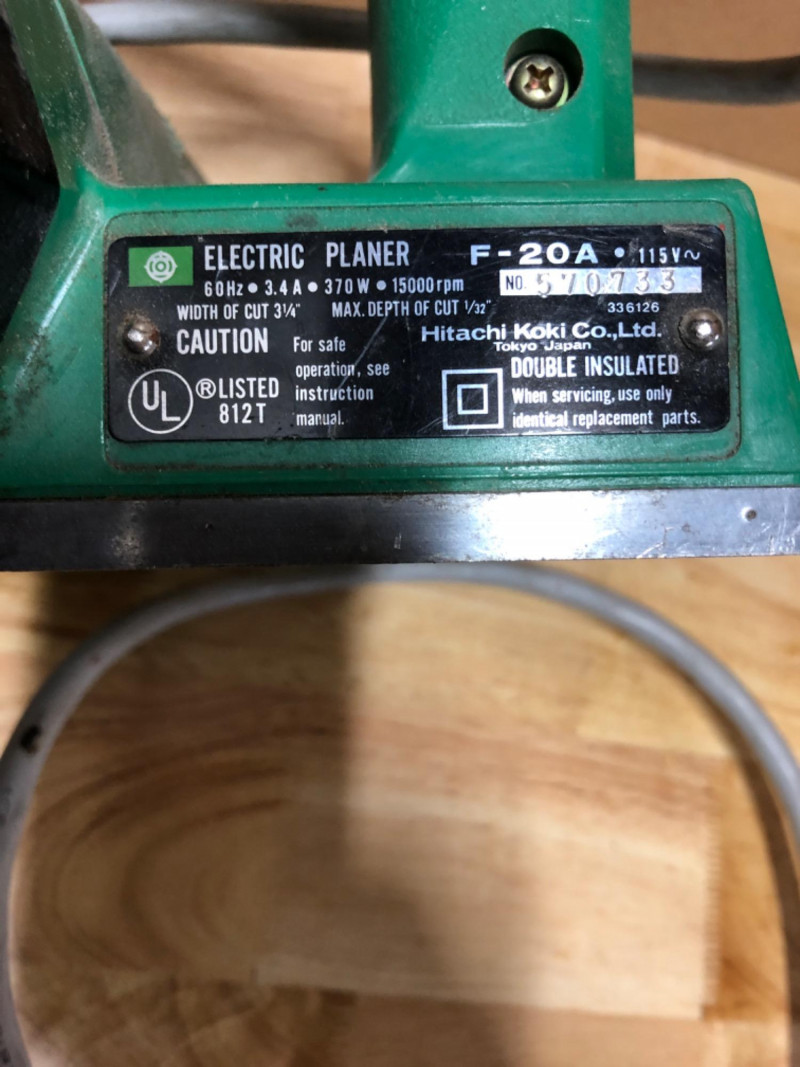 ELECTRIC PLANER F-20A • 115V~
60Hz • 3.4A • 370W • 15000rpm NO. 570733
WIDTH OF CUT 3¼" MAX. DEPTH OF CUT 1/32" 336126
CAUTION For safe operation, see instruction manual.
Hitachi Koki Co.,Ltd.
Tokyo Japan
UL ® LISTED
812T
DOUBLE INSULATED
When servicing, use only
identical replacement parts.